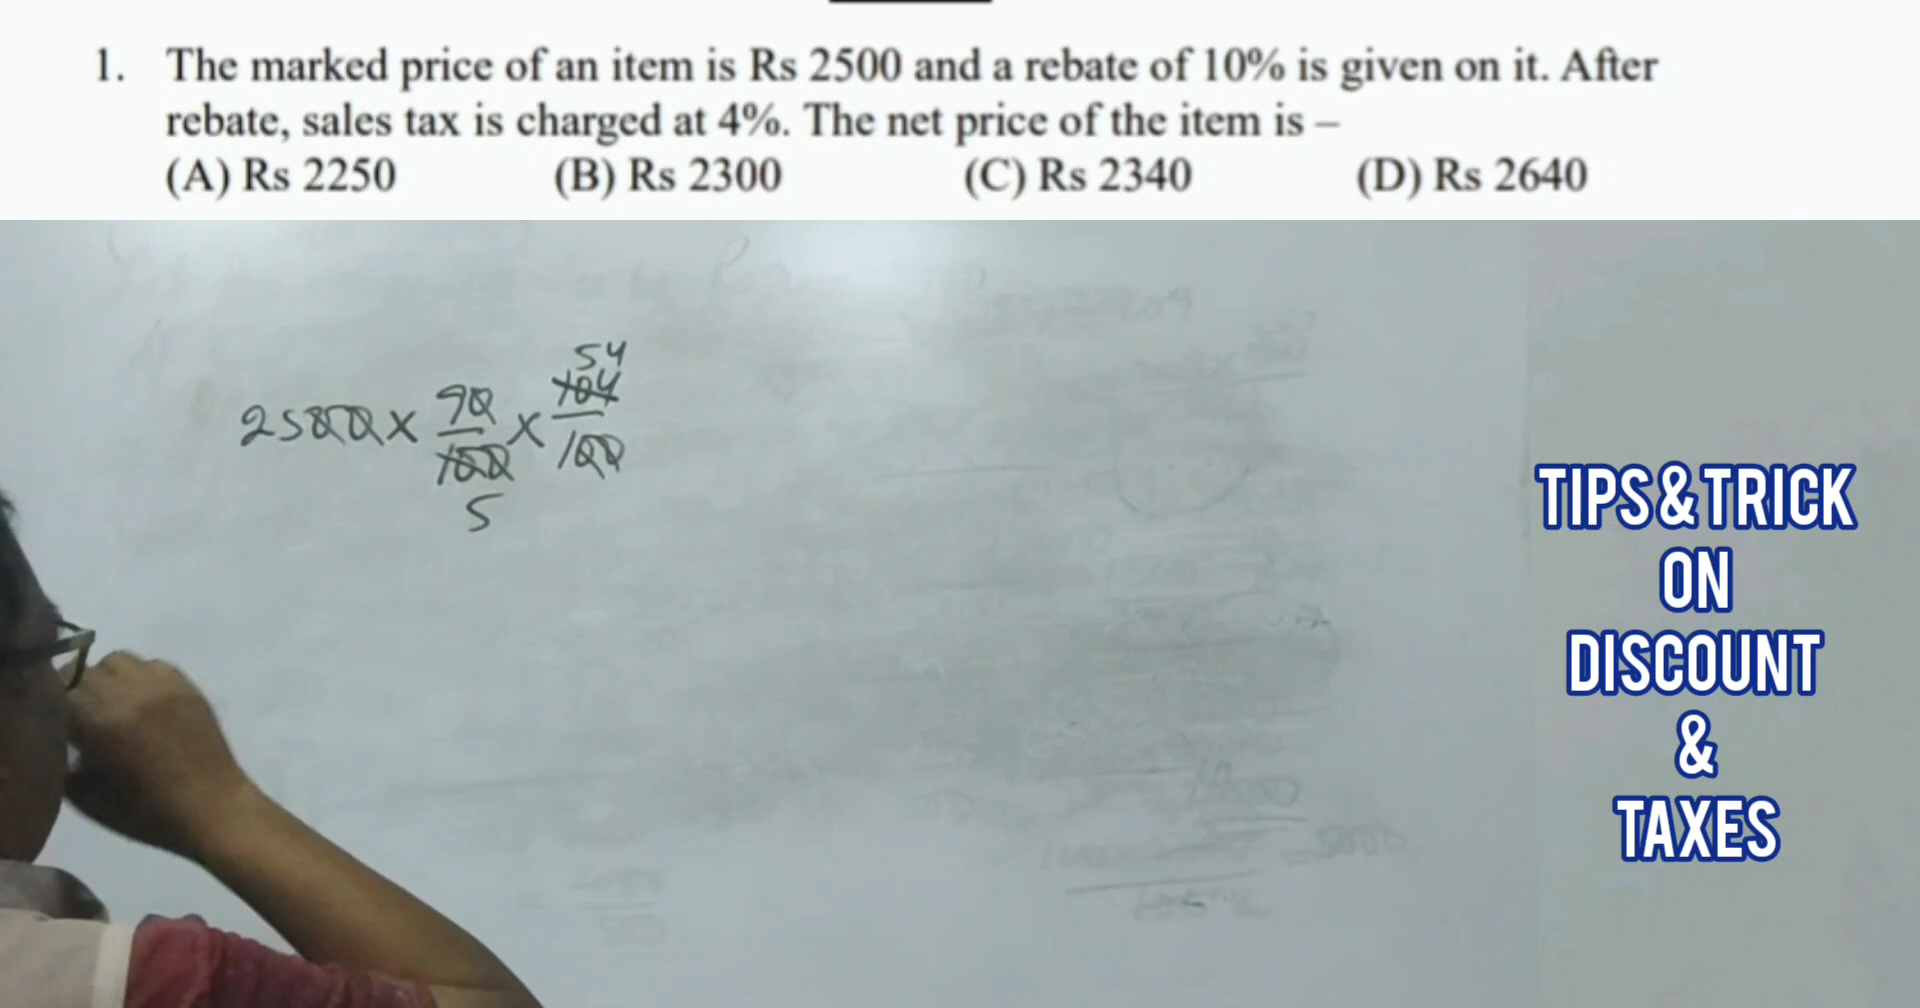 1. The marked price of an item is Rs 2500 and a rebate of 10% is given on it. After
rebate, sales tax is charged at 4%. The net price of the item is –
(A) Rs 2250 (B) Rs 2300 (C) Rs 2340 (D) Rs 2640
54
2500 × 90/100 × 104/100
5
TIPS & TRICK
ON
DISCOUNT
&
TAXES